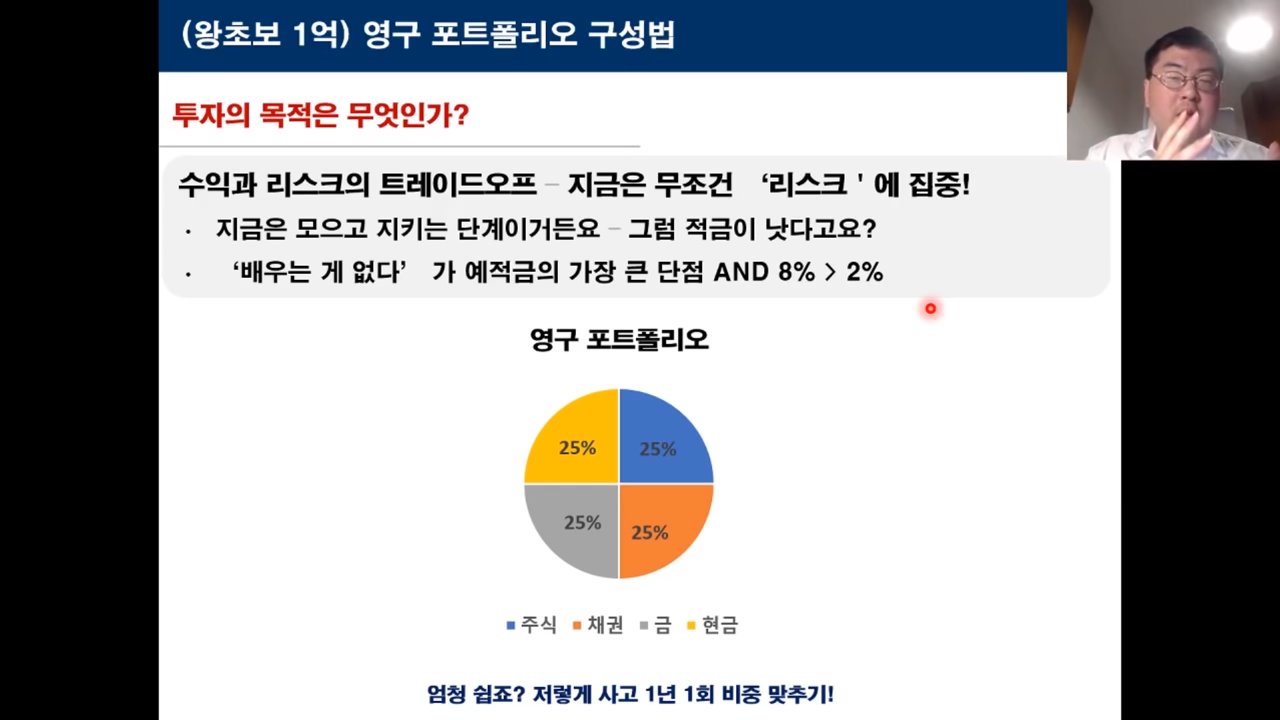 (왕초보 1억) 영구 포트폴리오 구성법
투자의 목적은 무엇인가?
수익과 리스크의 트레이드오프 – 지금은 무조건 ‘리스크 ' 에 집중!
· 지금은 모으고 지키는 단계이거든요 – 그럼 적금이 낫다고요?
· ‘배우는 게 없다’ 가 예적금의 가장 큰 단점 AND 8% > 2%
영구 포트폴리오
25% 25%
25% 25%
주식 채권 금 현금
엄청 쉽죠? 저렇게 사고 1년 1회 비중 맞추기!